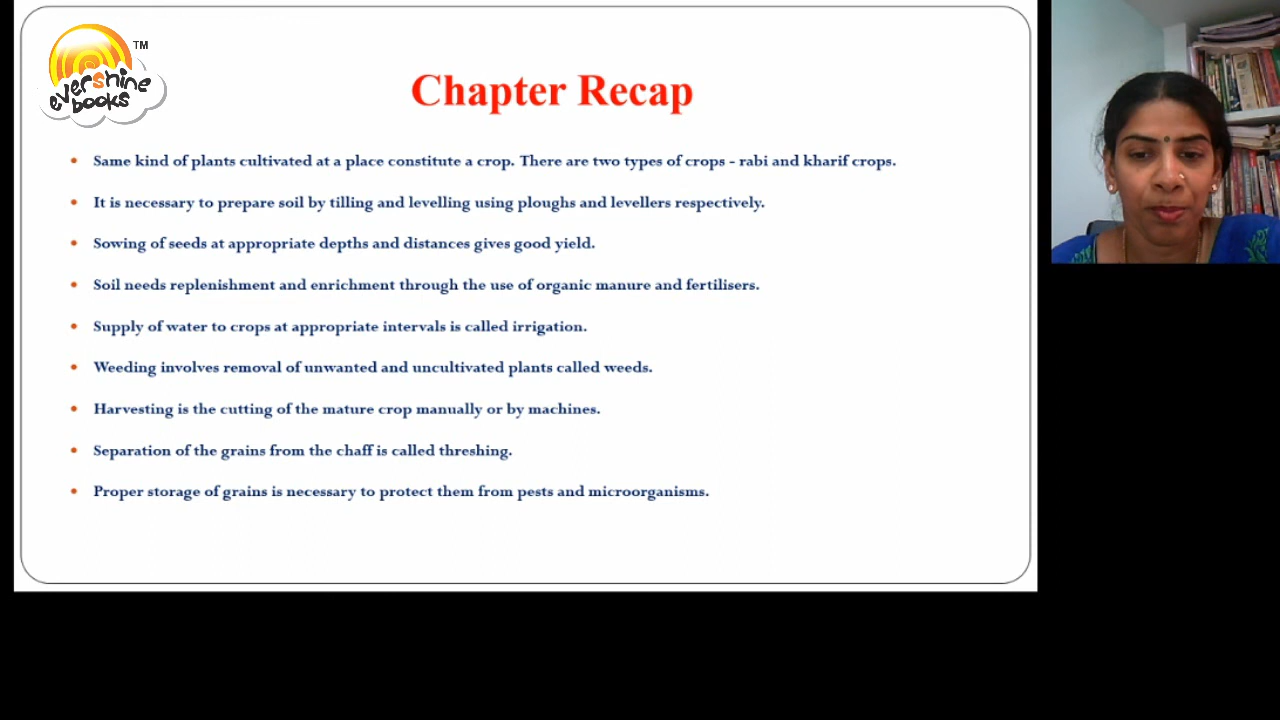 TM
evershine
books
Chapter Recap
• Same kind of plants cultivated at a place constitute a crop. There are two types of crops - rabi and kharif crops.
• It is necessary to prepare soil by tilling and levelling using ploughs and levellers respectively.
• Sowing of seeds at appropriate depths and distances gives good yield.
• Soil needs replenishment and enrichment through the use of organic manure and fertilisers.
• Supply of water to crops at appropriate intervals is called irrigation.
• Weeding involves removal of unwanted and uncultivated plants called weeds.
• Harvesting is the cutting of the mature crop manually or by machines.
• Separation of the grains from the chaff is called threshing.
• Proper storage of grains is necessary to protect them from pests and microorganisms.